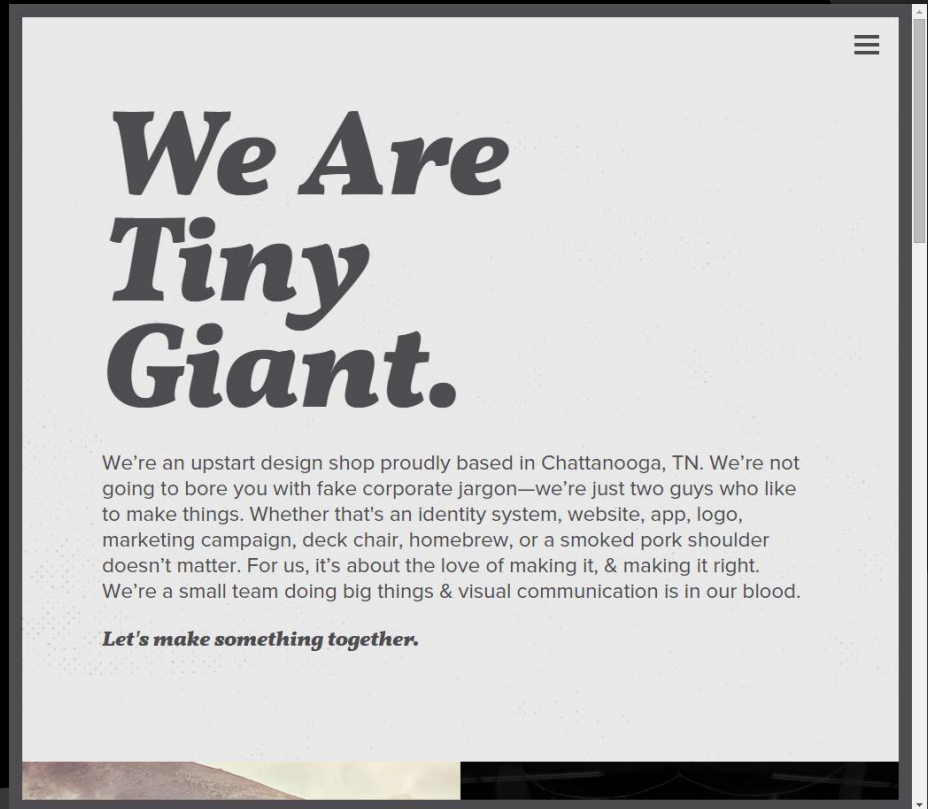 We Are
Tiny
Giant.
We’re an upstart design shop proudly based in Chattanooga, TN. We’re not
going to bore you with fake corporate jargon—we’re just two guys who like
to make things. Whether that's an identity system, website, app, logo,
marketing campaign, deck chair, homebrew, or a smoked pork shoulder
doesn’t matter. For us, it’s about the love of making it, & making it right.
We’re a small team doing big things & visual communication is in our blood.
Let's make something together.